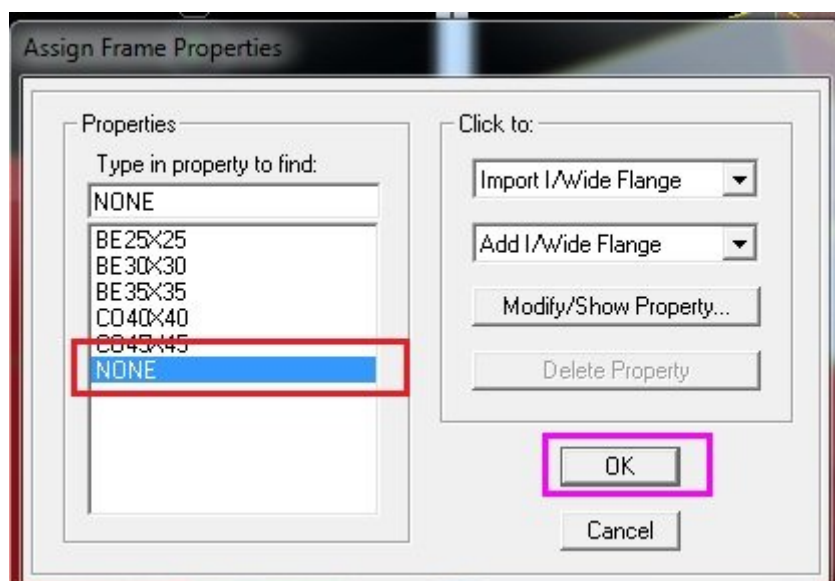 Assign Frame Properties
Properties
Type in property to find:
NONE
BE25X25
BE30X30
BE35X35
CO40X40
CO45X45
NONE
Click to:
Import I/Wide Flange
Add I/Wide Flange
Modify/Show Property...
Delete Property
OK
Cancel